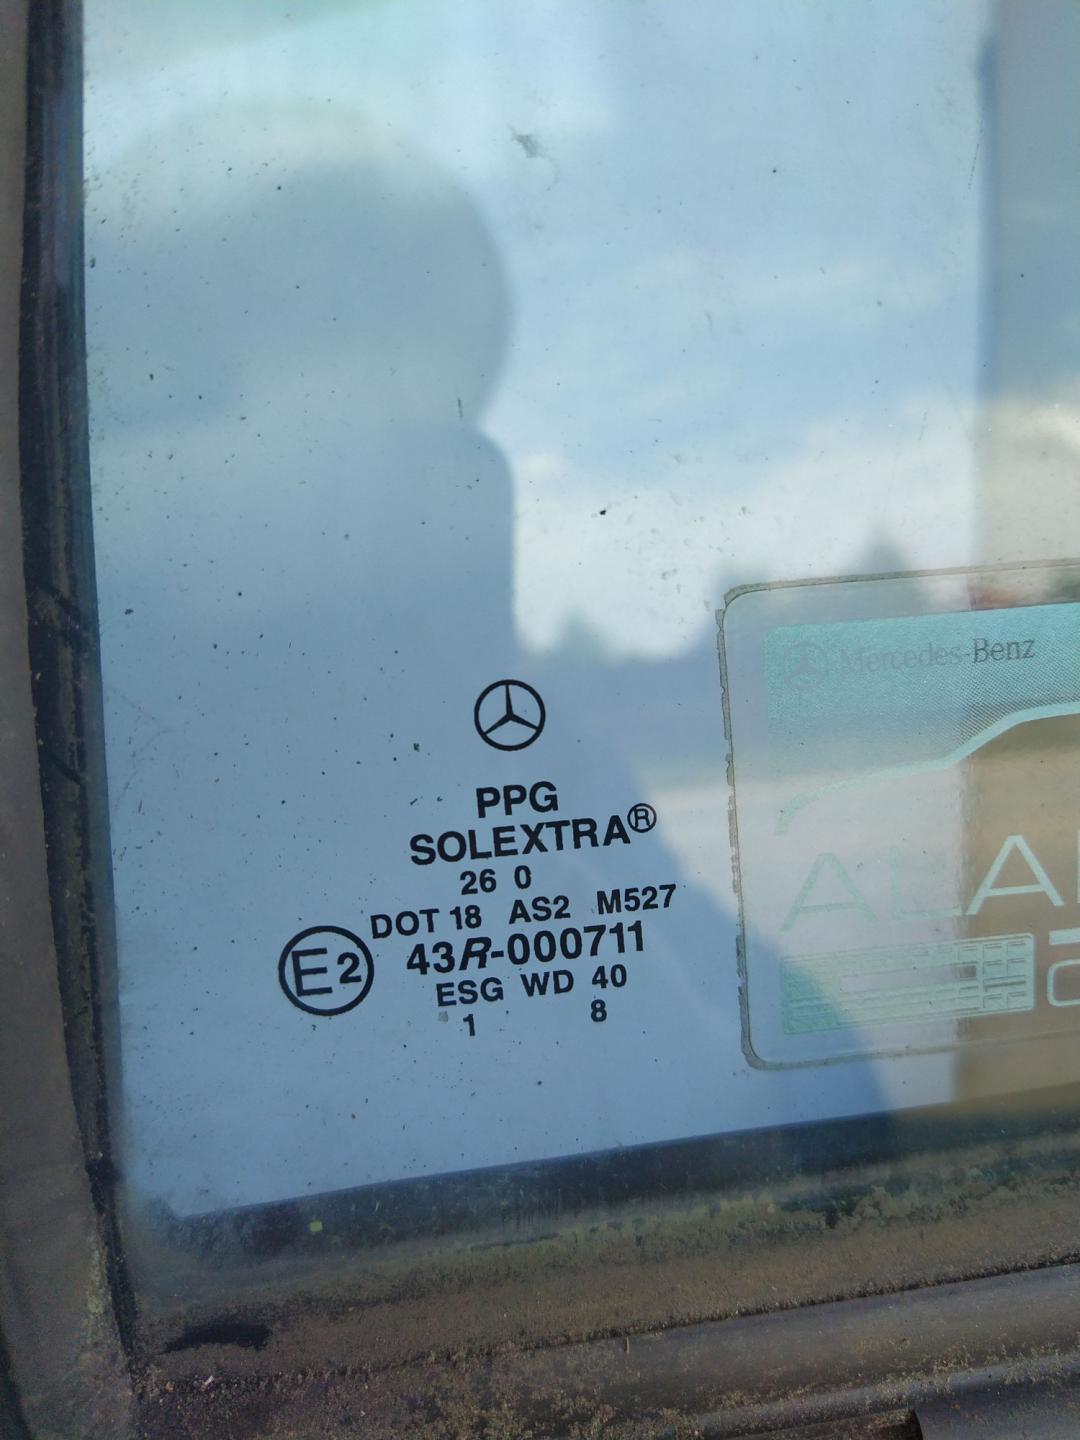 Mercedes-Benz
PPG
SOLEXTRA®
26 0
DOT 18 AS2 M527
E2 43R-000711
ESG WD 40
1 8